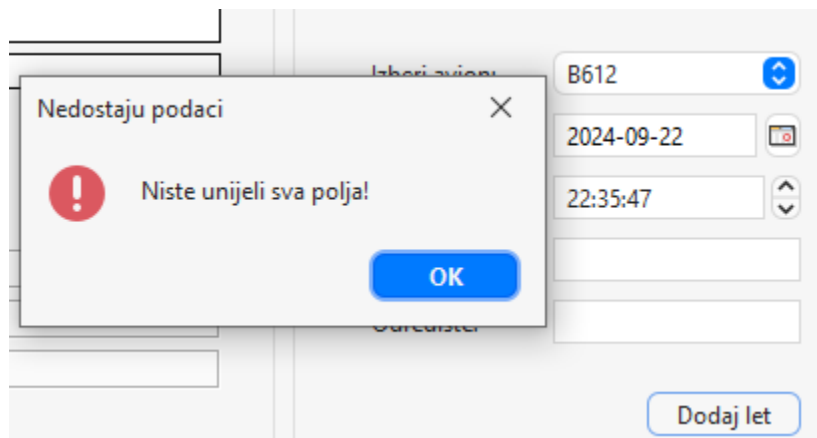 B612
Nedostaju podaci
2024-09-22
Niste unijeli sva polja!
22:35:47
OK
Dodaj let